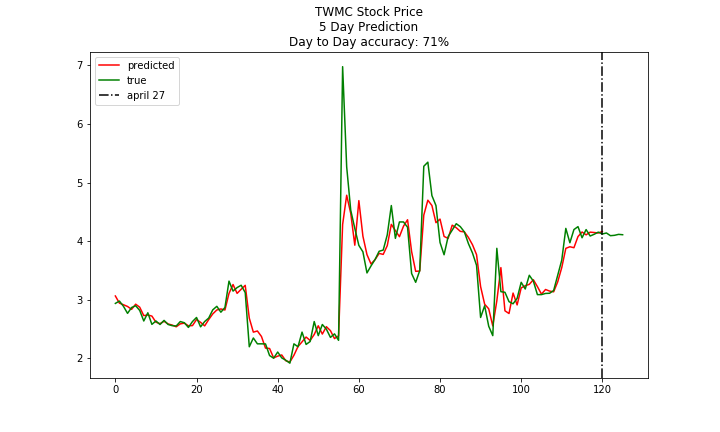 TWMC Stock Price
5 Day Prediction
Day to Day accuracy: 71%
predicted
true
april 27
7
6
5
4
3
2
0 20 40 60 80 100 120